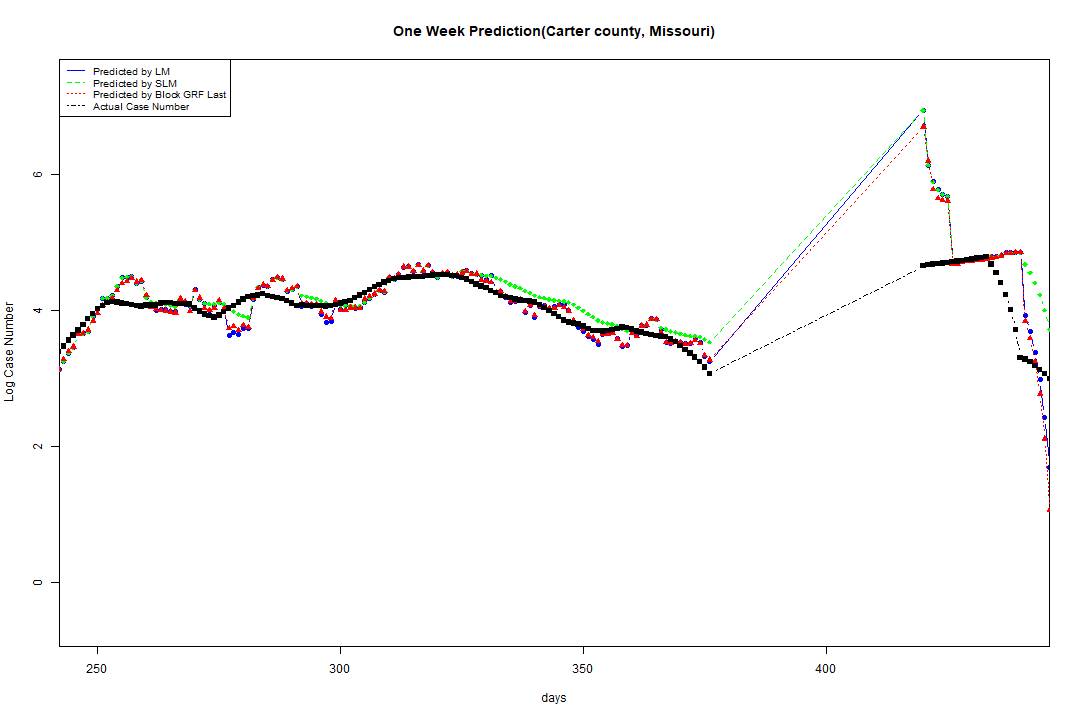 One Week Prediction(Carter county, Missouri)
Predicted by LM
Predicted by SLM
Predicted by Block GRF Last
Actual Case Number
Log Case Number
6
4
2
0
250 300 350 400
days